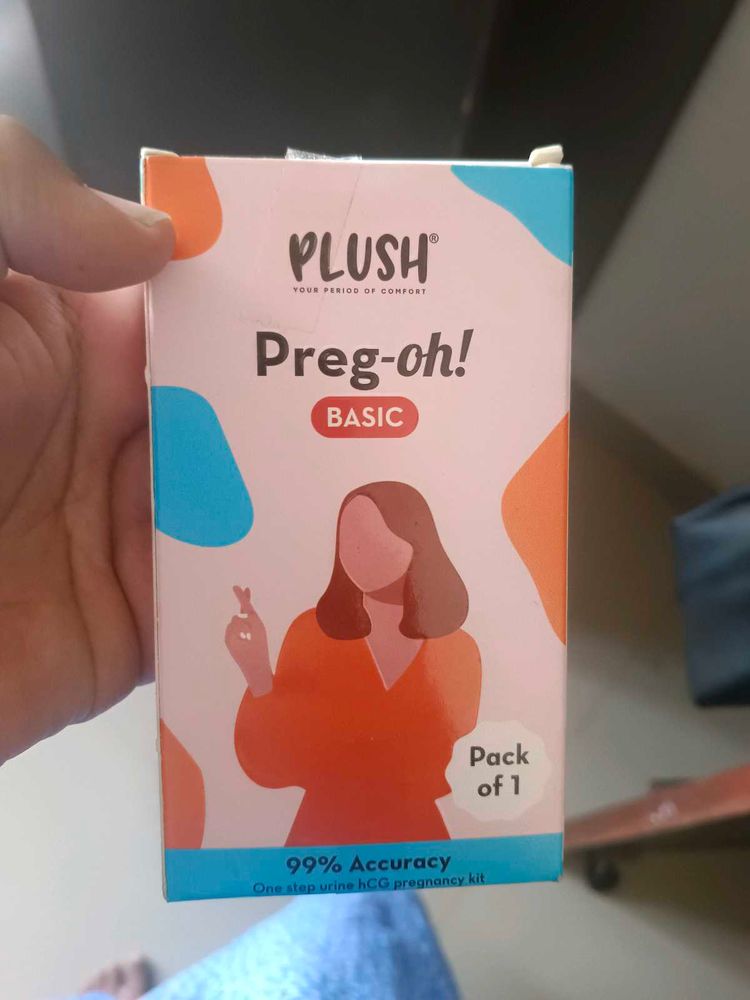 PLUSH®
YOUR PERIOD OF COMFORT
Preg-oh!
BASIC
Pack
of 1
99% Accuracy
One step urine hCG pregnancy kit